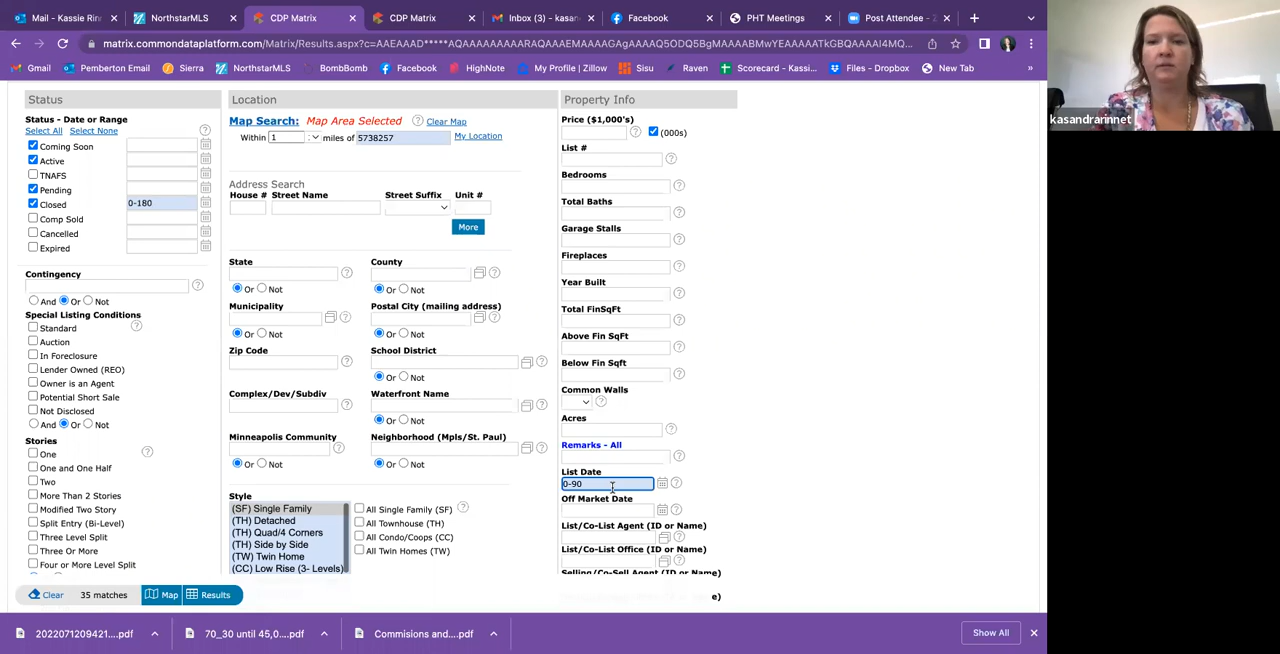 Mail - Kassie Rin
NorthstarMLS
CDP Matrix
CDP Matrix
Inbox (3) - kasan
Facebook
PHT Meetings
Post Attendee - 2
matrix.commondataplatform.com/Matrix/Results.aspx?c=AAEAAAD*****AQAAAAAAAAARAQAAAEMAAAAGAgAAAAQ5ODQ5BgMAAAABMwYEAAAAATkGBQAAAAI4MQ...
Gmail
Pemberton Email
Sierra
NorthstarMLS
BombBomb
Facebook
HighNote
My Profile | Zillow
Sisu
Raven
Scorecard - Kassi...
Files - Dropbox
New Tab
kasandrarinnet
Status
Location
Property Info
Status - Date or Range
Select All Select None
Coming Soon
Active
TNAFS
Pending
Closed 0-180
Comp Sold
Cancelled
Expired
Contingency
And Or Not
Special Listing Conditions
Standard
Auction
In Foreclosure
Lender Owned (REO)
Owner is an Agent
Potential Short Sale
Not Disclosed
And Or Not
Stories
One
One and One Half
Two
More Than 2 Stories
Modified Two Story
Split Entry (Bi-Level)
Three Level Split
Three Or More
Four or More Level Split
Map Search: Map Area Selected Clear Map
Within 1 miles of 5738257 My Location
Address Search
House # Street Name Street Suffix Unit #
More
State County
Or Not Or Not
Municipality Postal City (mailing address)
Or Not Or Not
Zip Code School District
Or Not
Complex/Dev/Subdiv Waterfront Name
Or Not
Minneapolis Community Neighborhood (Mpls/St. Paul)
Or Not Or Not
Style
(SF) Single Family
(TH) Detached
(TH) Quad/4 Corners
(TH) Side by Side
(TW) Twin Home
(CC) Low Rise (3- Levels)
All Single Family (SF)
All Townhouse (TH)
All Condo/Coops (CC)
All Twin Homes (TW)
Price ($1,000's)
(000s)
List #
Bedrooms
Total Baths
Garage Stalls
Fireplaces
Year Built
Total FinSqFt
Above Fin SqFt
Below Fin Sqft
Common Walls
Acres
Remarks - All
List Date
0-90
Off Market Date
List/Co-List Agent (ID or Name)
List/Co-List Office (ID or Name)
Selling/Co-Sell Agent (ID or Name)
Clear 35 matches Map Results
2022071209421....pdf
70_30 until 45,0....pdf
Commisions and....pdf
Show All